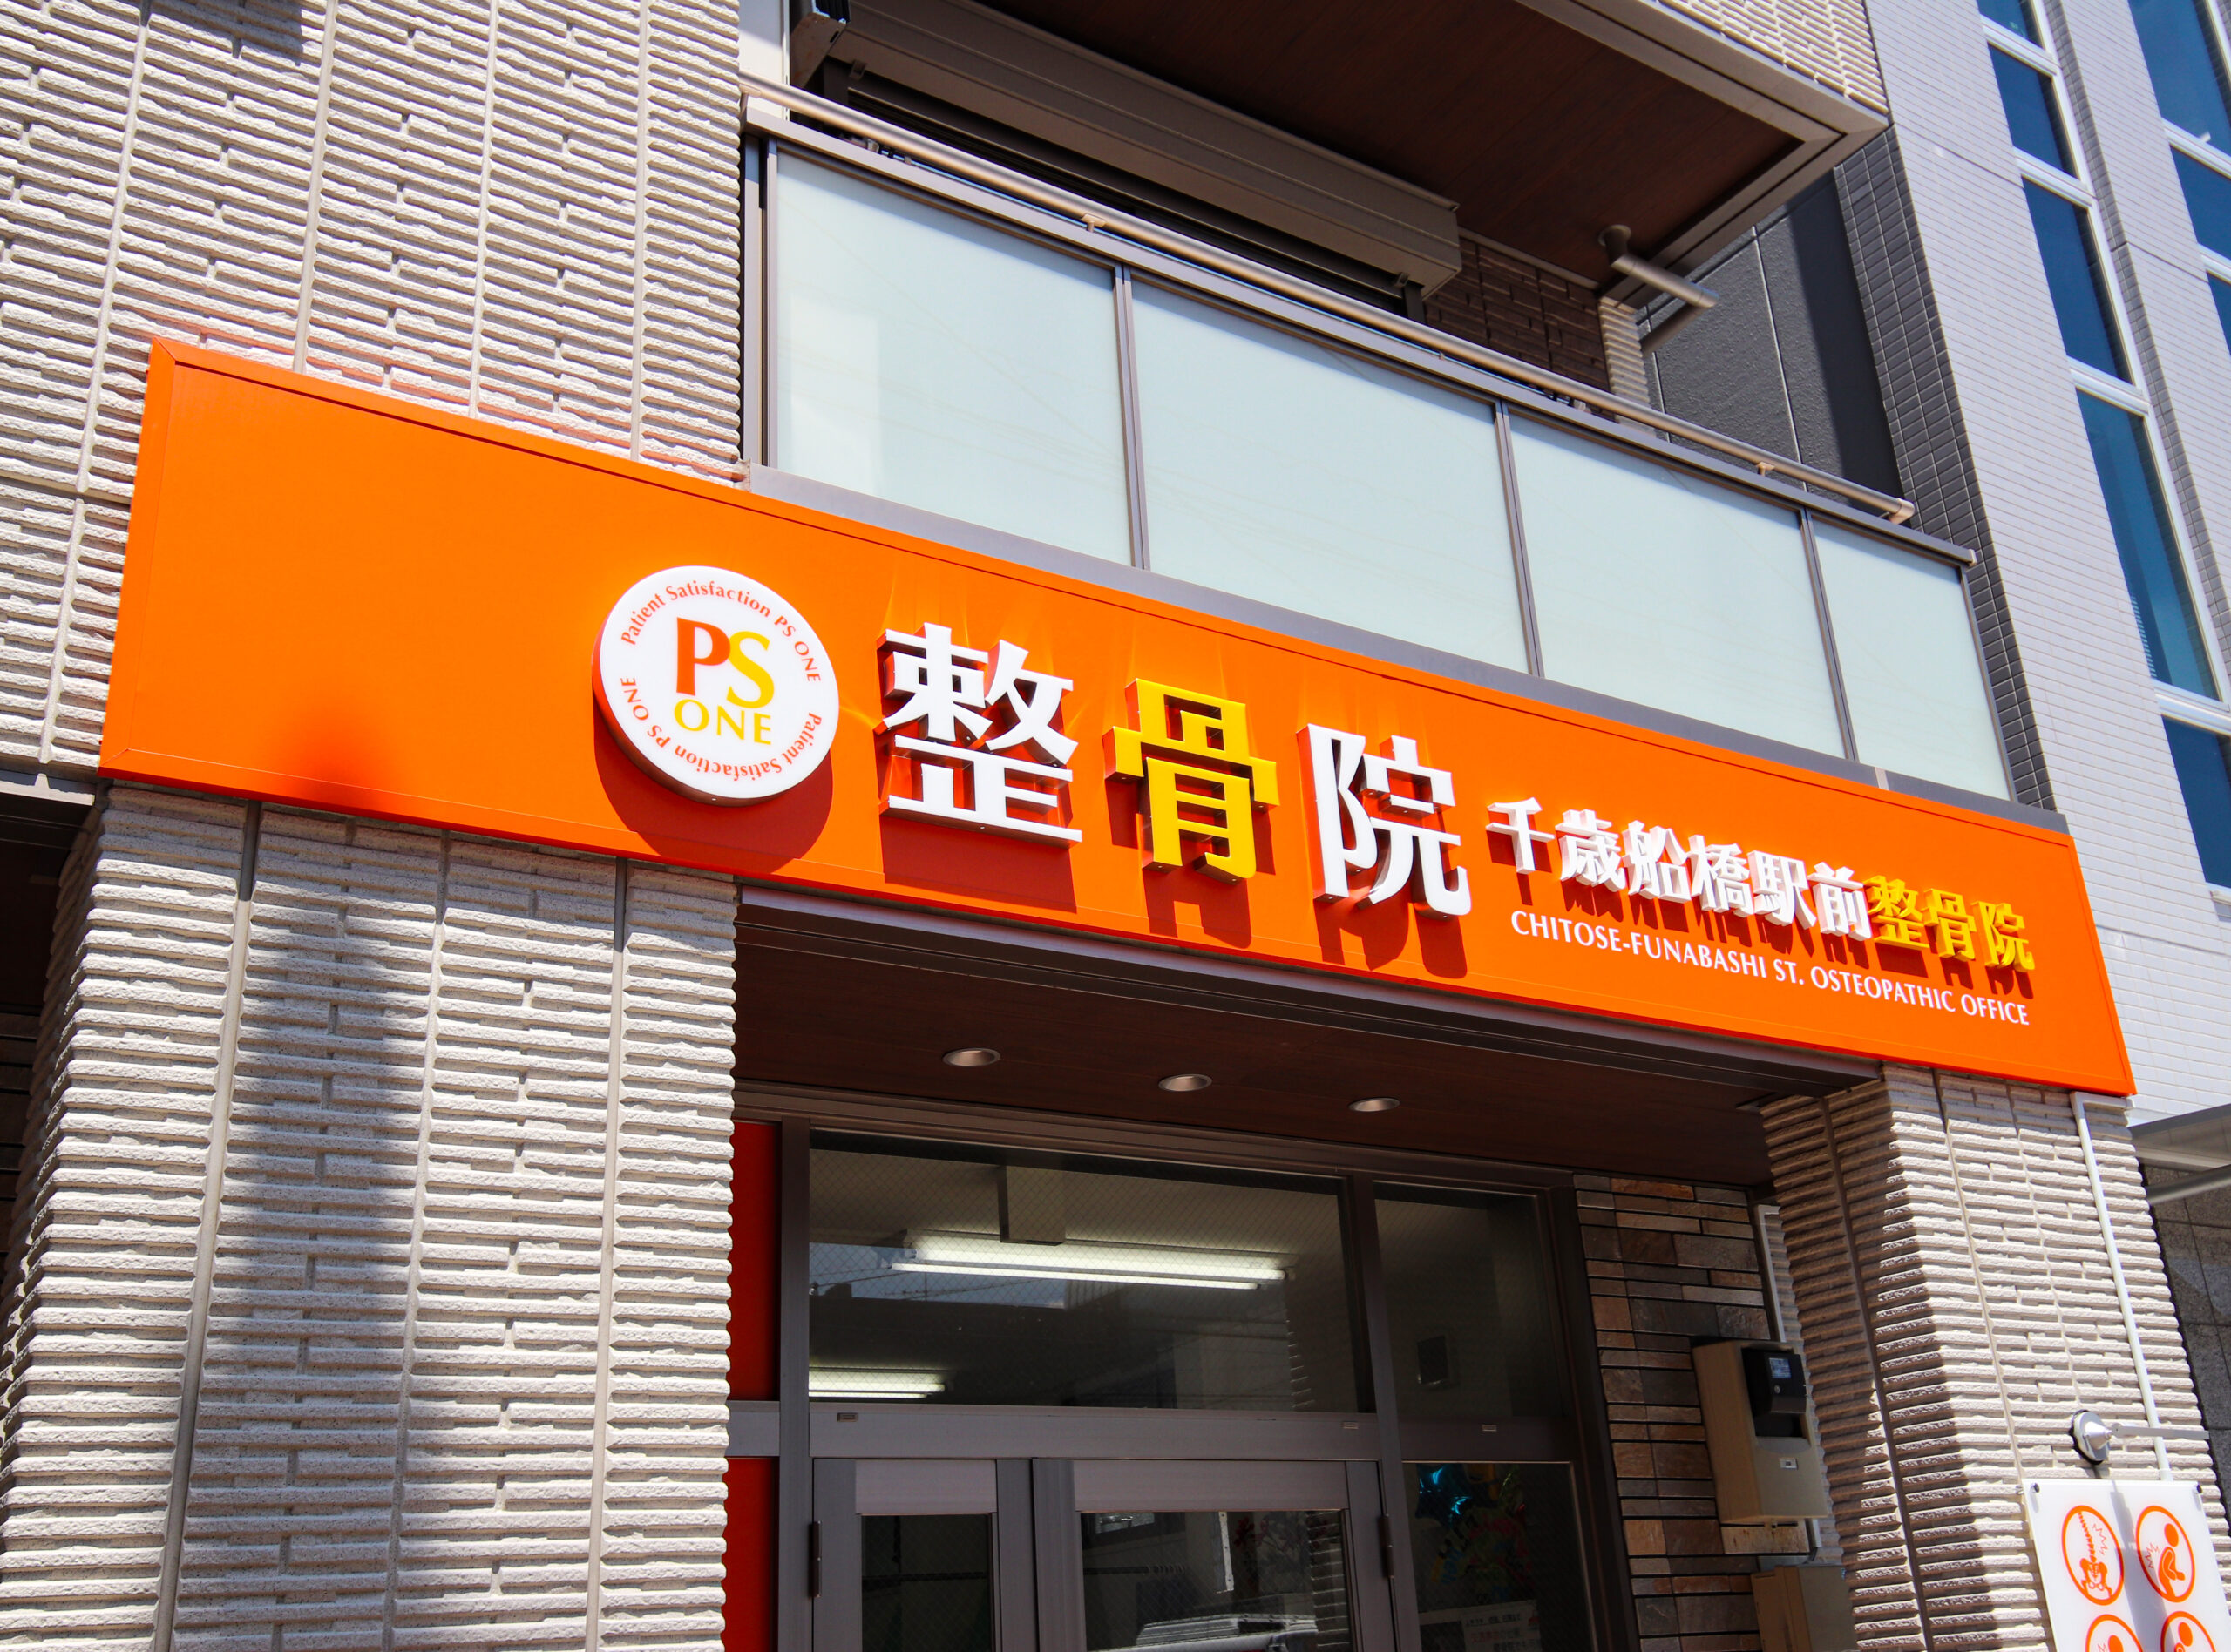 Patient Satisfaction PS ONE
Patient Satisfaction PS ONE
PS
ONE
整骨院
千歳船橋駅前整骨院
CHITOSE-FUNABASHI ST. OSTEOPATHIC OFFICE